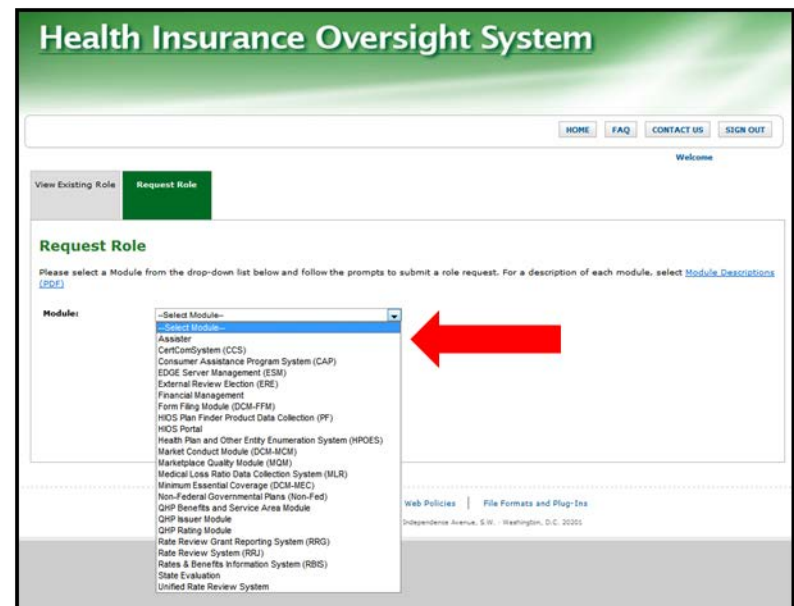 Health Insurance Oversight System
HOME FAQ CONTACT US SIGN OUT
Welcome
View Existing Role Request Role
Request Role
Please select a Module from the drop-down list below and follow the prompts to submit a role request. For a description of each module, select Module Descriptions
(PDF)
Module: --Select Module--
--Select Module--
Assister
CertComSystem (CCS)
Consumer Assistance Program System (CAP)
EDGE Server Management (ESM)
External Review Election (ERE)
Financial Management
Form Filing Module (DCM-FFM)
HIOS Plan Finder Product Data Collection (PF)
HIOS Portal
Health Plan and Other Entity Enumeration System (HPOES)
Market Conduct Module (DCM-MCM)
Marketplace Quality Module (MQM)
Medical Loss Ratio Data Collection System (MLR)
Minimum Essential Coverage (DCM-MEC)
Non-Federal Governmental Plans (Non-Fed)
QHP Benefits and Service Area Module
QHP Issuer Module
QHP Rating Module
Rate Review Grant Reporting System (RRG)
Rate Review System (RRJ)
Rates & Benefits Information System (RBIS)
State Evaluation
Unified Rate Review System
Web Policies | File Formats and Plug-Ins
Independence Avenue, S.W. - Washington, D.C. 20201